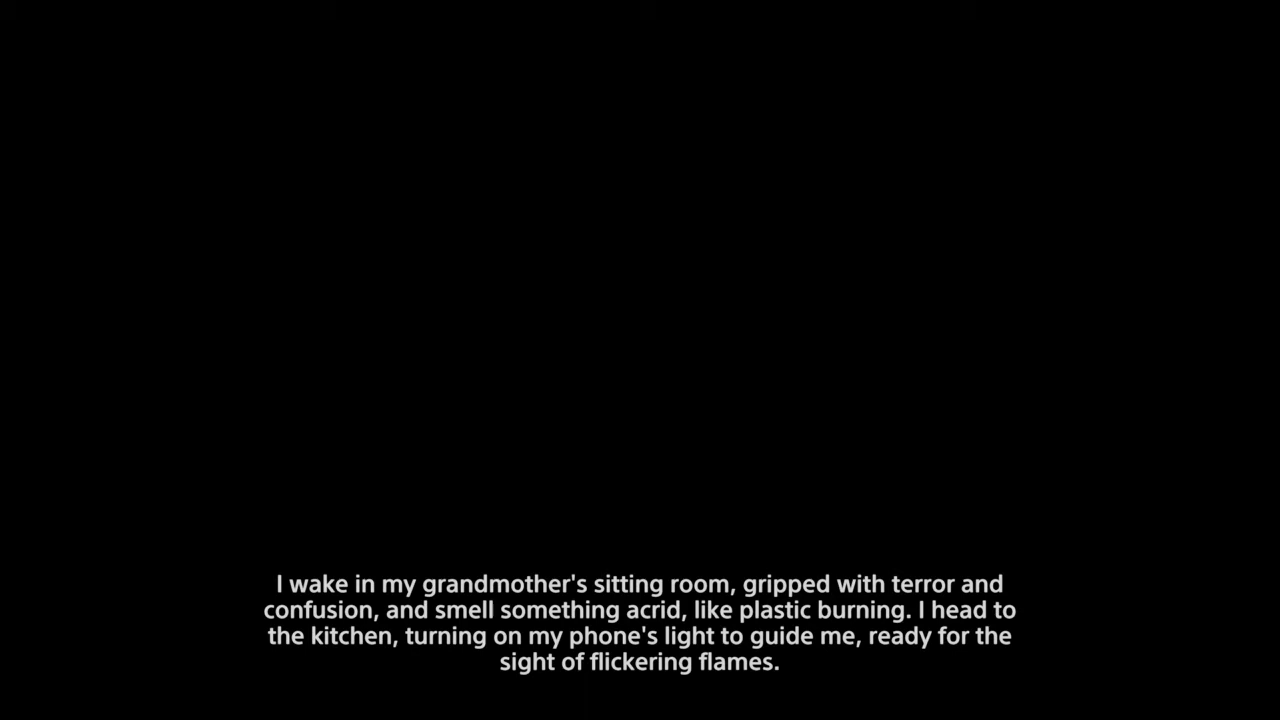 I wake in my grandmother's sitting room, gripped with terror and
confusion, and smell something acrid, like plastic burning. I head to
the kitchen, turning on my phone's light to guide me, ready for the
sight of flickering flames.